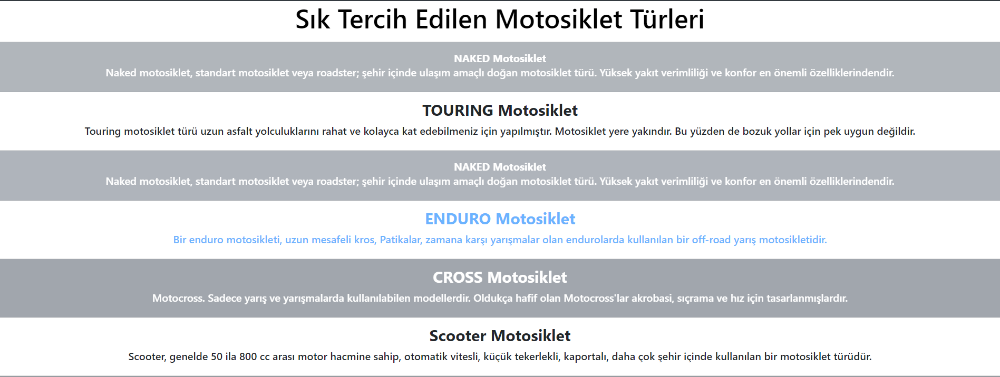 Sık Tercih Edilen Motosiklet Türleri
NAKED Motosiklet
Naked motosiklet, standart motosiklet veya roadster; şehir içinde ulaşım amaçlı doğan motosiklet türü. Yüksek yakıt verimliliği ve konfor en önemli özelliklerindendir.
TOURING Motosiklet
Touring motosiklet türü uzun asfalt yolculuklarını rahat ve kolayca kat edebilmeniz için yapılmıştır. Motosiklet yere yakındır. Bu yüzden de bozuk yollar için pek uygun değildir.
NAKED Motosiklet
Naked motosiklet, standart motosiklet veya roadster; şehir içinde ulaşım amaçlı doğan motosiklet türü. Yüksek yakıt verimliliği ve konfor en önemli özelliklerindendir.
ENDURO Motosiklet
Bir enduro motosikleti, uzun mesafeli kros, Patikalar, zamana karşı yarışmalar olan endurolarda kullanılan bir off-road yarış motosikletidir.
CROSS Motosiklet
Motocross. Sadece yarış ve yarışmalarda kullanılabilen modellerdir. Oldukça hafif olan Motocross'lar akrobasi, sıçrama ve hız için tasarlanmışlardır.
Scooter Motosiklet
Scooter, genelde 50 ila 800 cc arası motor hacmine sahip, otomatik vitesli, küçük tekerlekli, kaportalı, daha çok şehir içinde kullanılan bir motosiklet türüdür.